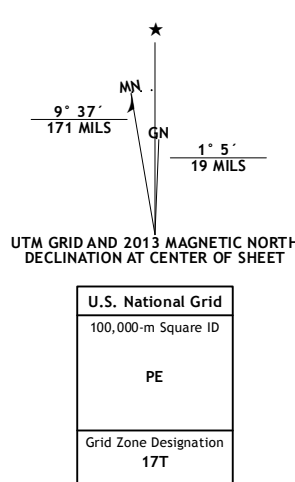 ★
MN
9° 37´
171 MILS
GN
1° 5´
19 MILS
UTM GRID AND 2013 MAGNETIC NORTH
DECLINATION AT CENTER OF SHEET
U.S. National Grid
100,000-m Square ID
PE
Grid Zone Designation
17T